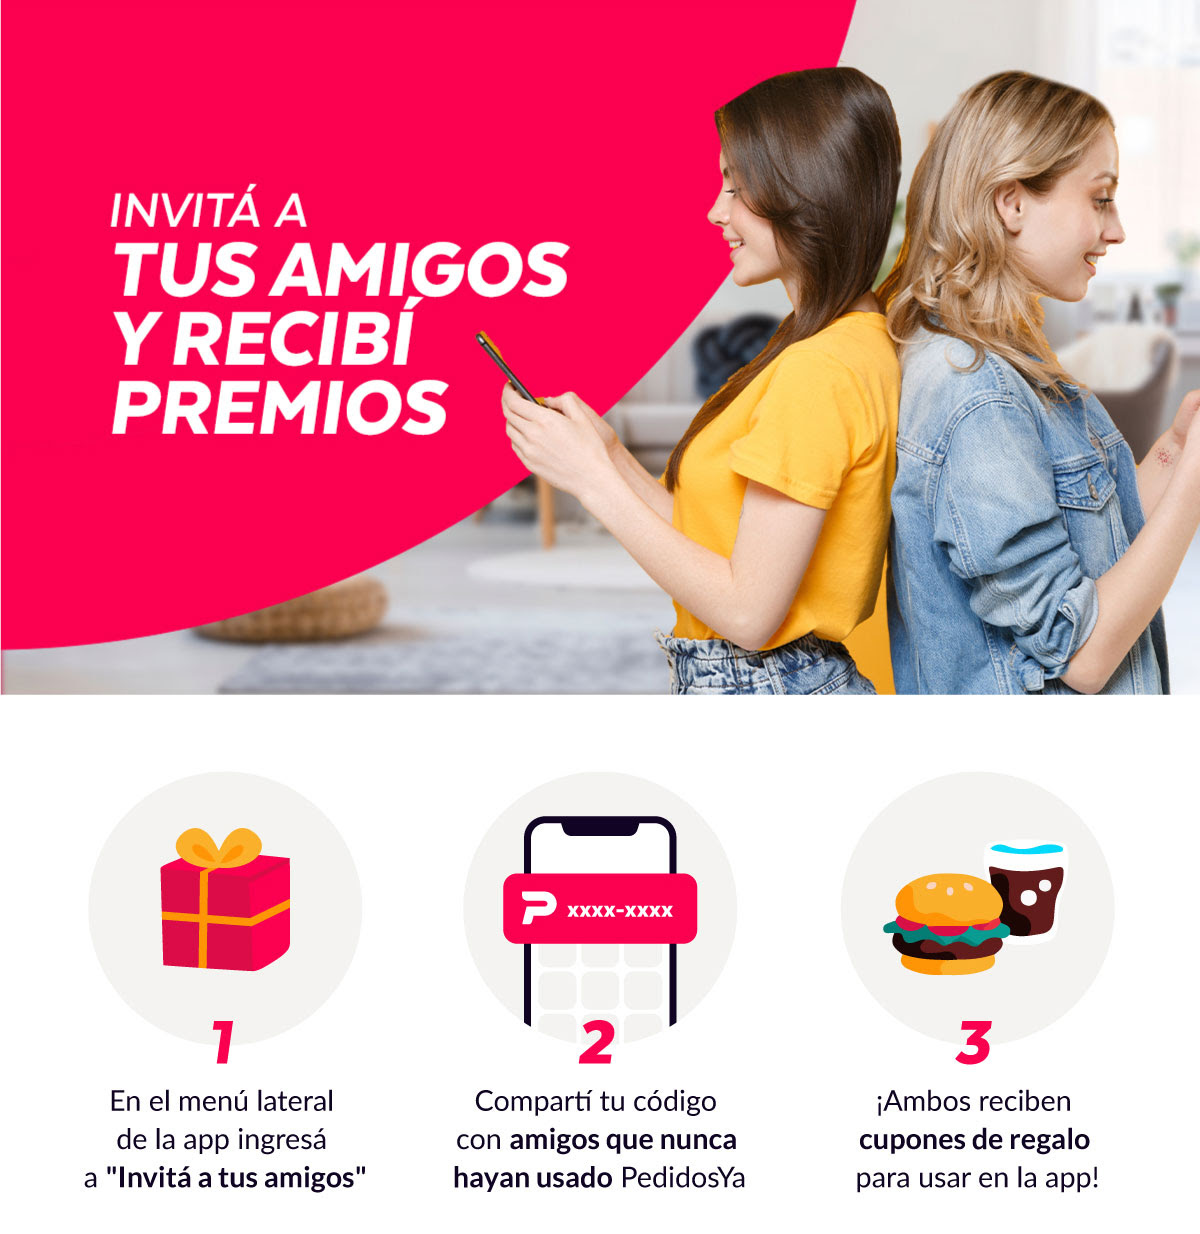 INVITÁ A
TUS AMIGOS
Y RECIBÍ
PREMIOS
P xxxx-xxxx
1
En el menú lateral
de la app ingresá
a "Invitá a tus amigos"
2
Compartí tu código
con amigos que nunca
hayan usado PedidosYa
3
¡Ambos reciben
cupones de regalo
para usar en la app!